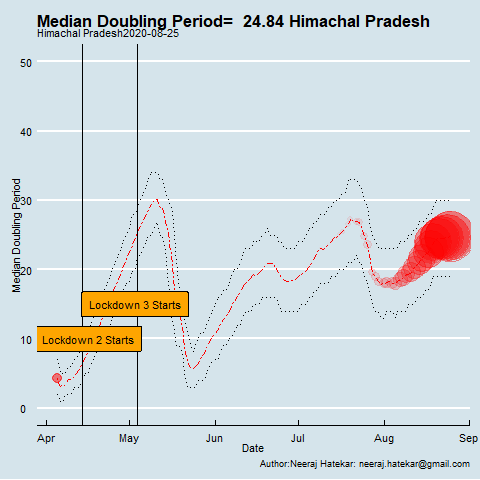 Median Doubling Period=  24.84 Himachal Pradesh
Himachal Pradesh2020-08-25
50
40
30
20
10
0
Median Doubling Period
Lockdown 3 Starts
Lockdown 2 Starts
Apr May Jun Jul Aug Sep
Date
Author:Neeraj Hatekar: neeraj.hatekar@gmail.com